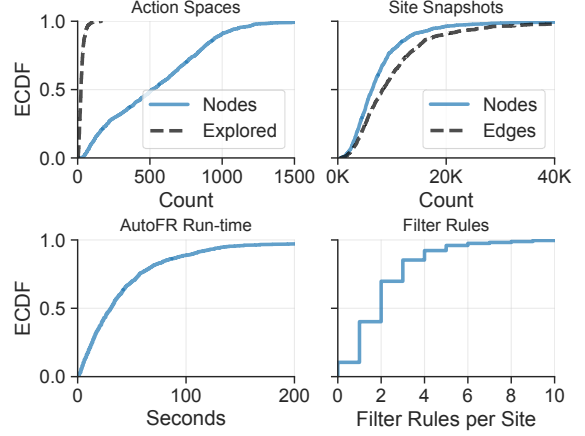 Action Spaces
ECDF
1.0
0.5
0.0
Nodes
Explored
0 500 1000 1500
Count
Site Snapshots
Nodes
Edges
0K 20K 40K
Count
AutoFR Run-time
ECDF
1.0
0.5
0.0
0 100 200
Seconds
Filter Rules
0 2 4 6 8 10
Filter Rules per Site